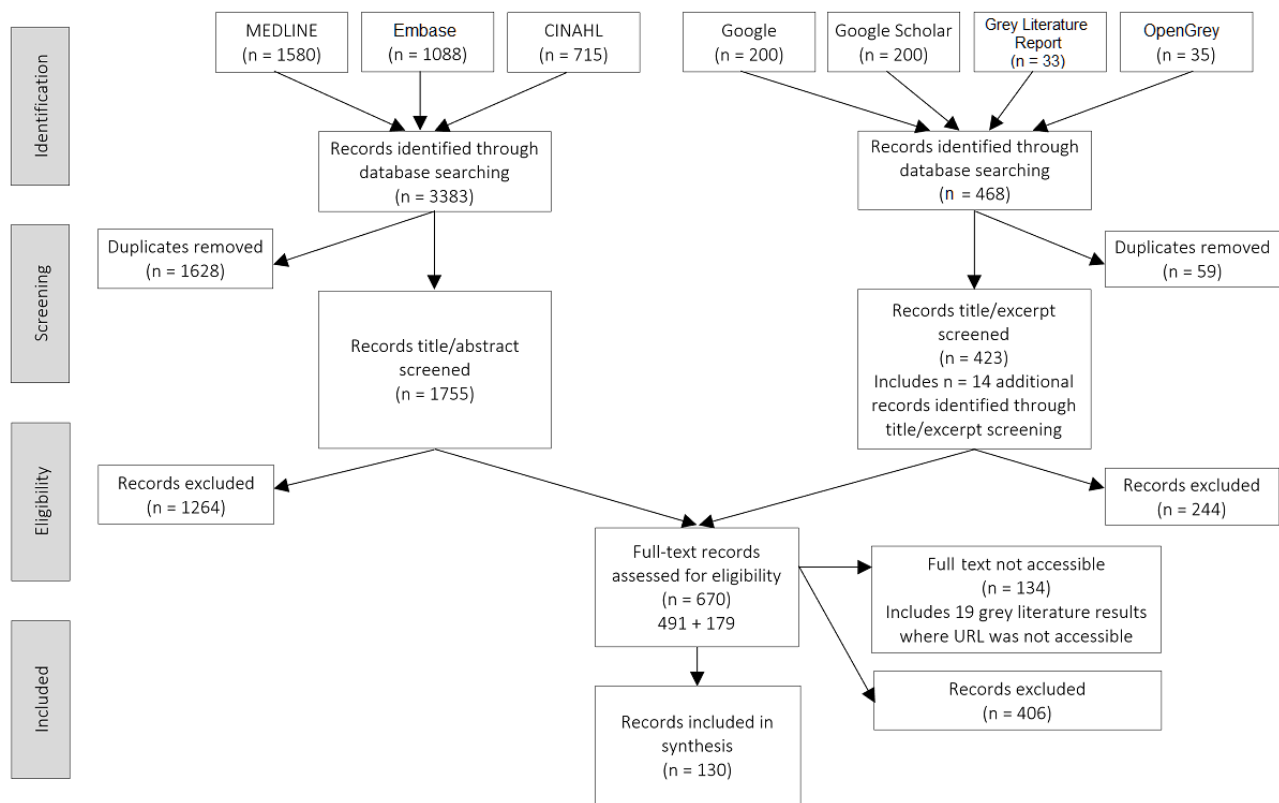 Identification
MEDLINE
(n = 1580)
Embase
(n = 1088)
CINAHL
(n = 715)
Google
(n = 200)
Google Scholar
(n = 200)
Grey Literature
Report
(n = 33)
OpenGrey
(n = 35)
Records identified through
database searching
(n = 3383)
Records identified through
database searching
(n = 468)
Screening
Duplicates removed
(n = 1628)
Duplicates removed
(n = 59)
Records title/abstract
screened
(n = 1755)
Records title/excerpt
screened
(n = 423)
Includes n = 14 additional
records identified through
title/excerpt screening
Eligibility
Records excluded
(n = 1264)
Records excluded
(n = 244)
Full-text records
assessed for eligibility
(n = 670)
491 + 179
Full text not accessible
(n = 134)
Includes 19 grey literature results
where URL was not accessible
Included
Records excluded
(n = 406)
Records included in
synthesis
(n = 130)